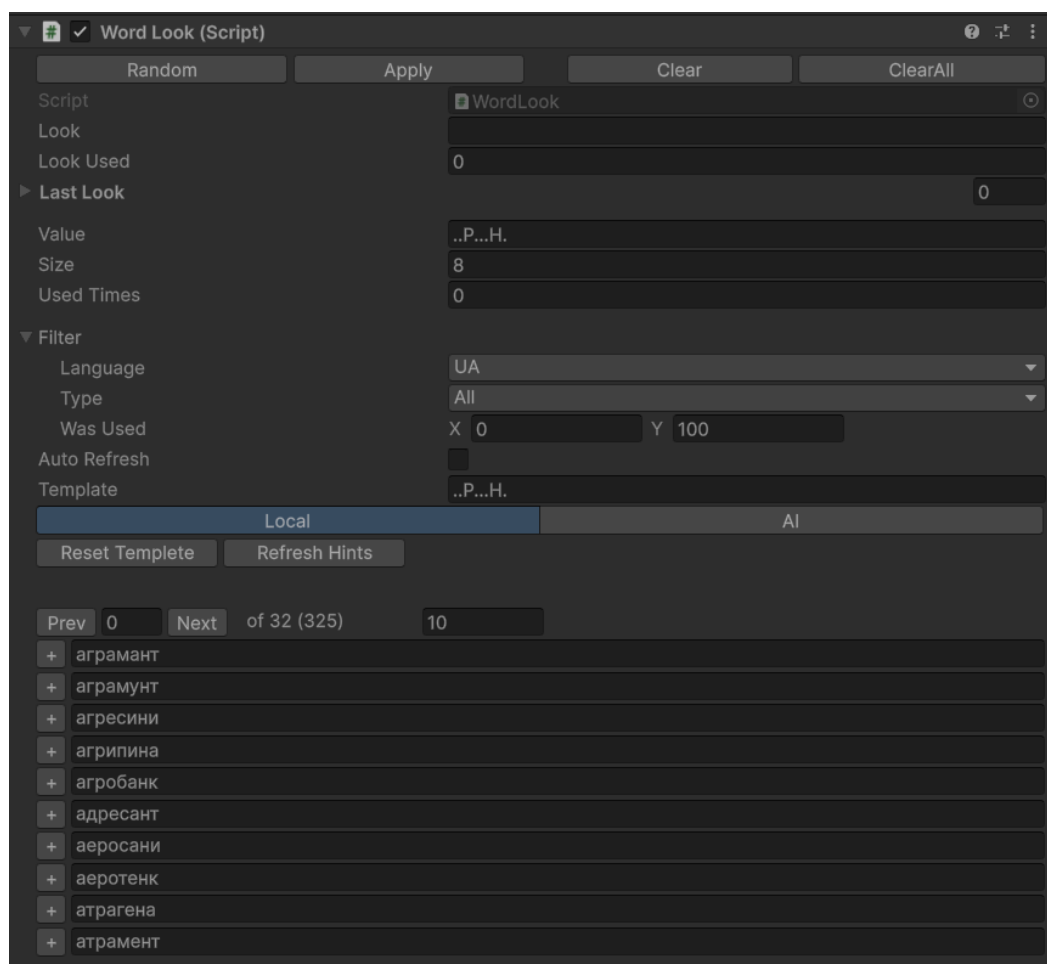 Word Look (Script)
Random Apply Clear ClearAll
Script WordLook
Look
Look Used 0
Last Look 0
Value ..Р...Н.
Size 8
Used Times 0
Filter
Language UA
Type All
Was Used X 0 Y 100
Auto Refresh
Template ..Р...Н.
Local AI
Reset Templete Refresh Hints
Prev 0 Next of 32 (325) 10
+ аграмант
+ аграмунт
+ агресини
+ агрипина
+ агробанк
+ адресант
+ аеросани
+ аеротенк
+ атрагена
+ атрамент